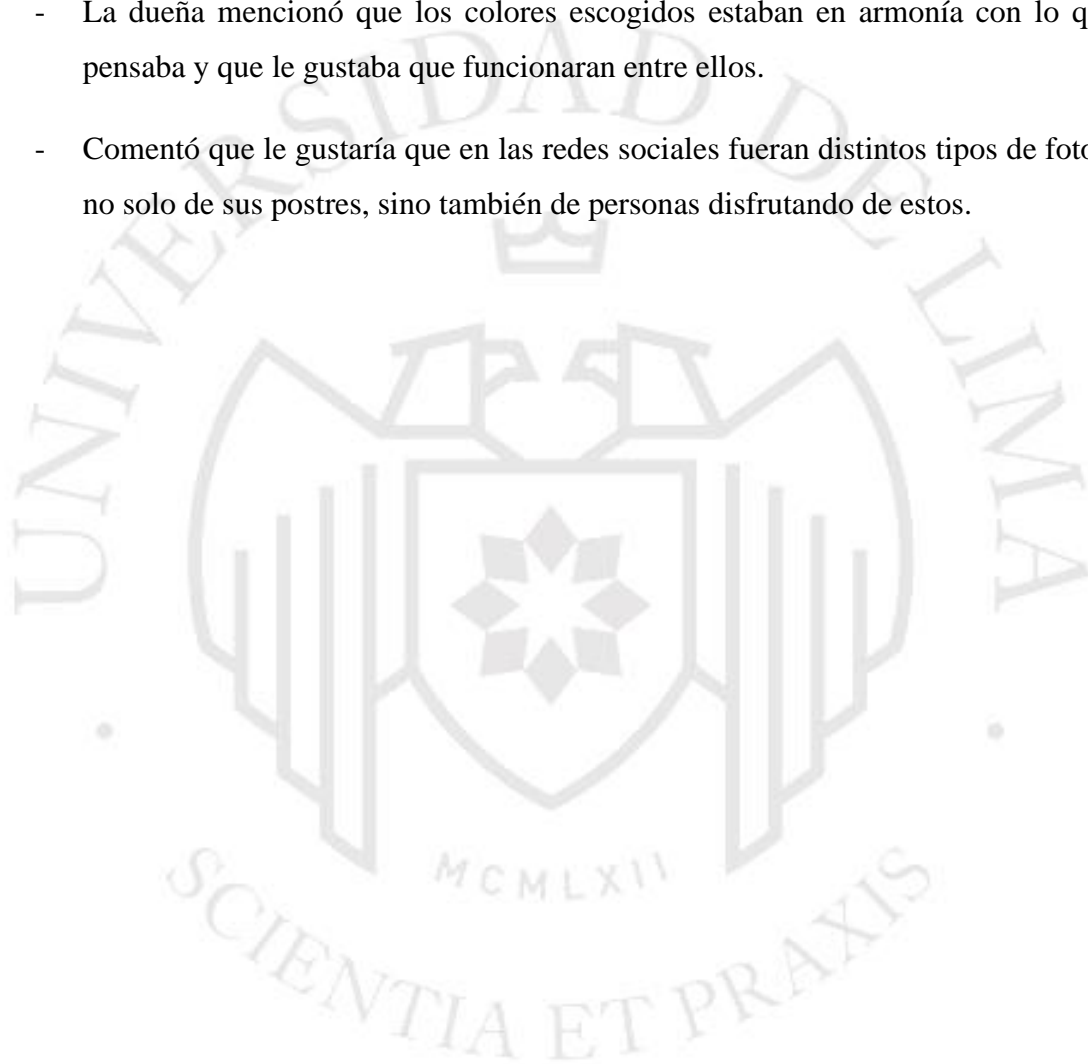 - La dueña mencionó que los colores escogidos estaban en armonía con lo q
pensaba y que le gustaba que funcionaran entre ellos.
- Comentó que le gustaría que en las redes sociales fueran distintos tipos de foto
no solo de sus postres, sino también de personas disfrutando de estos.
UNIVERSIDAD DE LIMA
MCMLXII
SCIENTIA ET PRAXIS